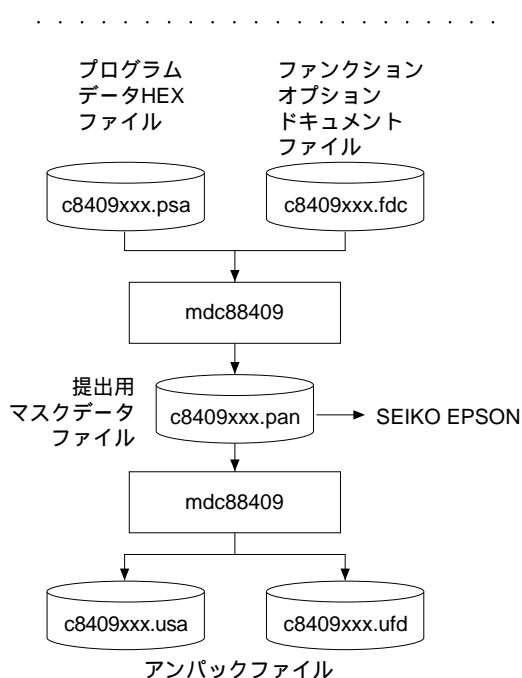 プログラム
データHEX
ファイル
ファンクション
オプション
ドキュメント
ファイル
c8409xxx.psa
c8409xxx.fdc
mdc88409
提出用
マスクデータ
ファイル
c8409xxx.pan
SEIKO EPSON
mdc88409
c8409xxx.usa
c8409xxx.ufd
アンパックファイル